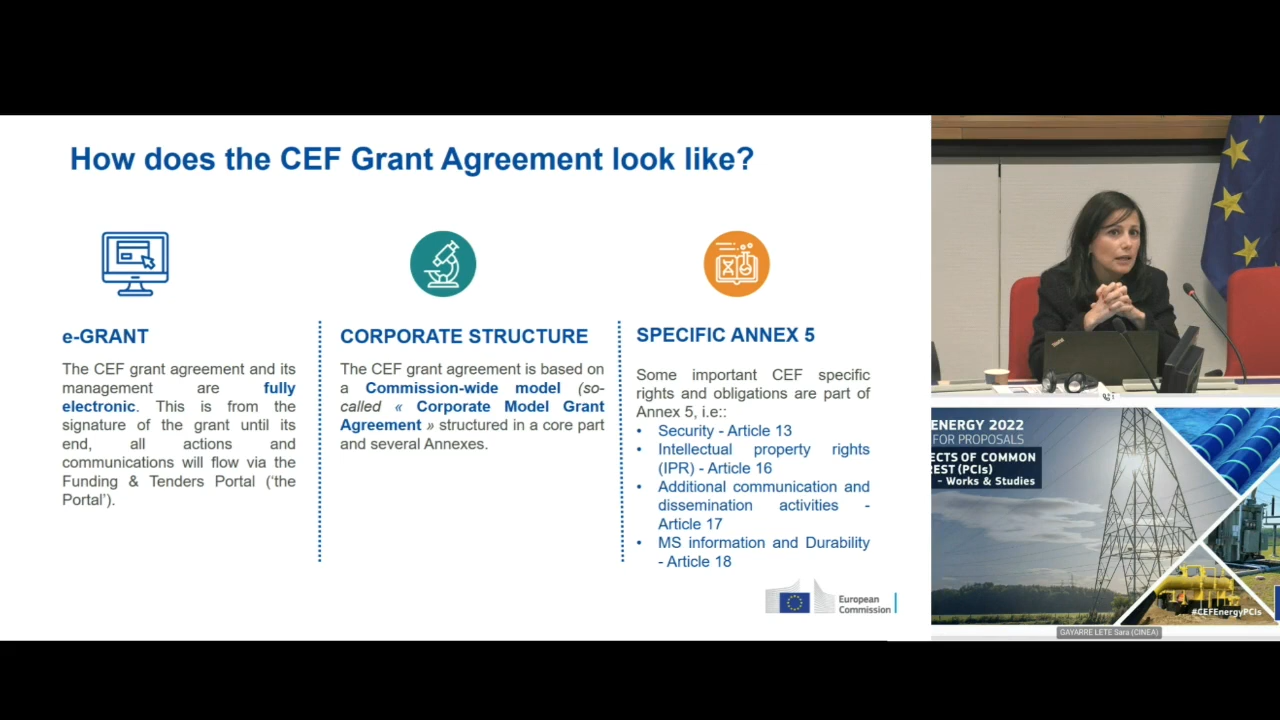 How does the CEF Grant Agreement look like?
e-GRANT
The CEF grant agreement and its
management are fully
electronic. This is from the
signature of the grant until its
end, all actions and
communications will flow via the
Funding & Tenders Portal ('the
Portal').
CORPORATE STRUCTURE
The CEF grant agreement is based on
a Commission-wide model (so-
called « Corporate Model Grant
Agreement » structured in a core part
and several Annexes.
SPECIFIC ANNEX 5
Some important CEF specific
rights and obligations are part of
Annex 5, i.e::
• Security - Article 13
• Intellectual property rights
(IPR) - Article 16
• Additional communication and
dissemination activities -
Article 17
• MS information and Durability
- Article 18
European
Commission
ENERGY 2022
FOR PROPOSALS
ECTS OF COMMON
REST (PCIs)
- Works & Studies
#CEFEnergyPCIs
GAYARRE LETE Sara (CINEA)